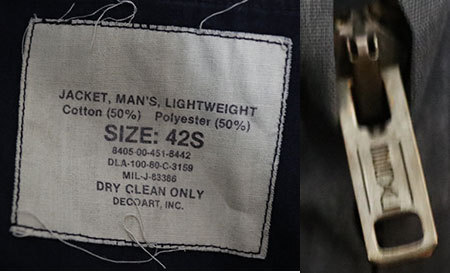 JACKET, MAN'S, LIGHTWEIGHT
Cotton (50%) Polyester (50%)
SIZE: 42S
8405-00-451-8442
DLA-100-80-C-3159
MIL-J-83386
DRY CLEAN ONLY
DECOART, INC.